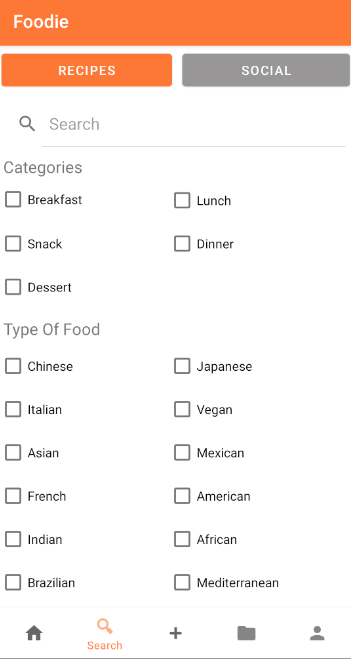 Foodie
RECIPES SOCIAL
Search
Categories
Breakfast Lunch
Snack Dinner
Dessert
Type Of Food
Chinese Japanese
Italian Vegan
Asian Mexican
French American
Indian African
Brazilian Mediterranean
Search